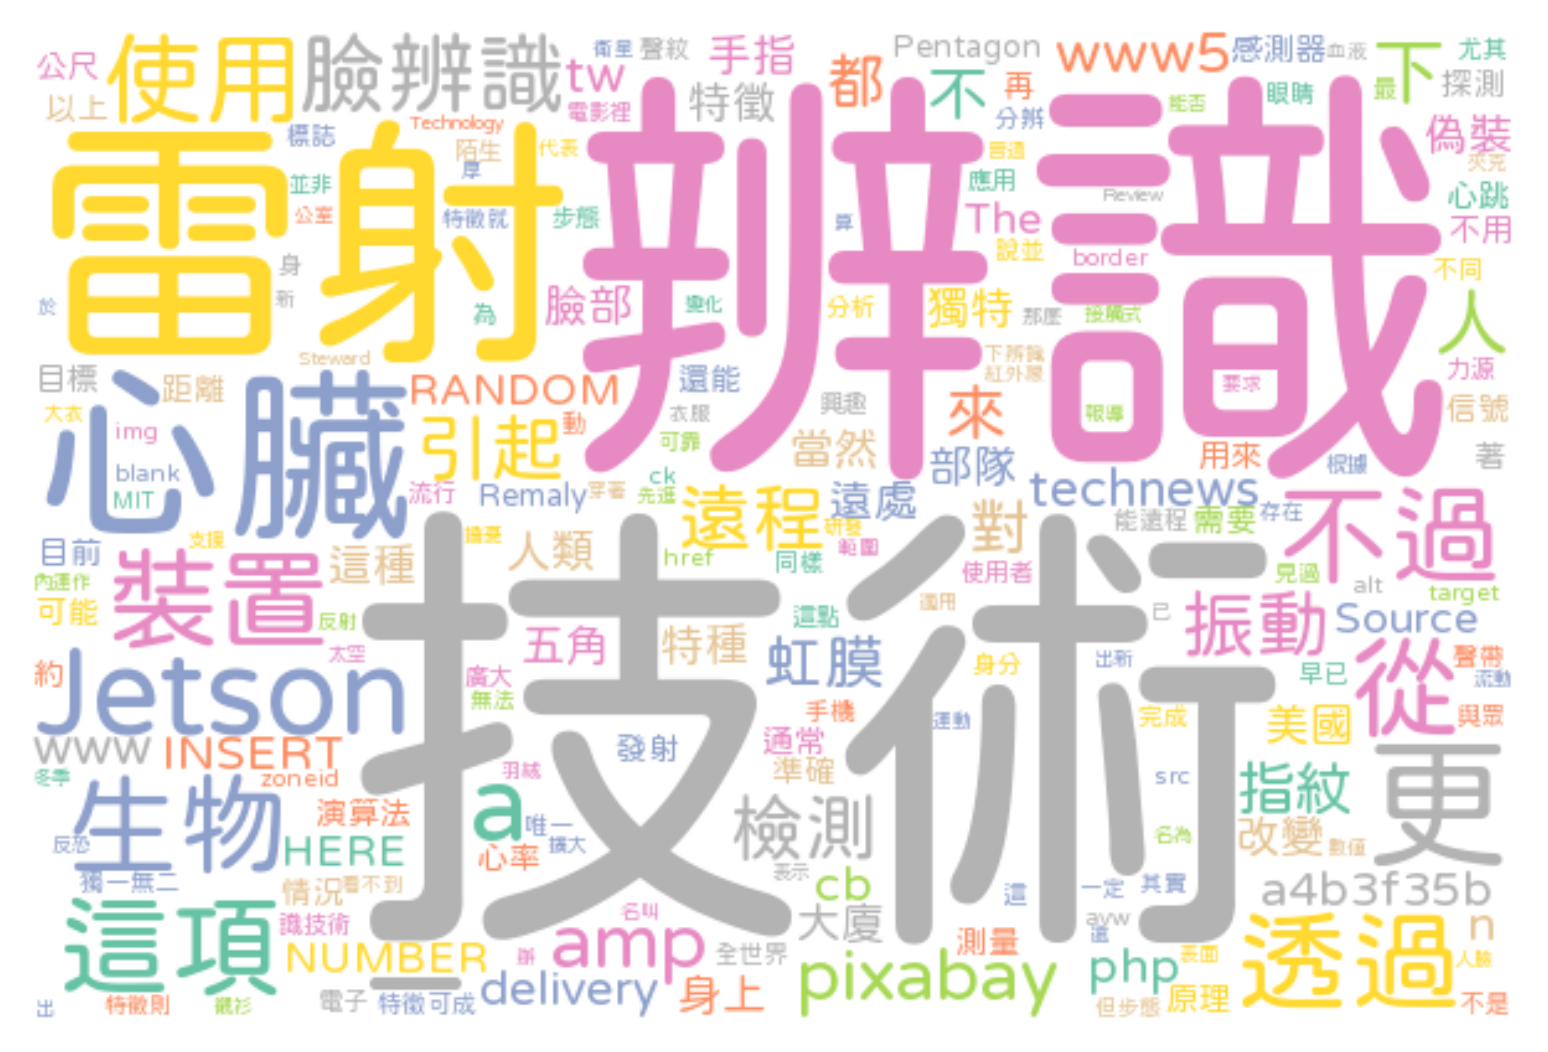 公尺 使用 臉辨識 tw 衛星 聲紋 手指 都 Pentagon www5 感測器 血液 下 尤其
以上 電影裡 特徵 不 再 能否 眼睛 最 探測
標誌 Technology 陌生 代表 分辨 偽裝
雷射 辨識
並非 厚 普通 應用 Review 夾克 心跳
公室 特徵就 步態 算 The 不用
身 說並 border 不同
於 新 為 臉部 變化 分析 獨特 那麼 接觸式 人
Steward 下辨識
目標 距離 RANDOM 還能 紅外線 要求 力源
心臟
大衣 img 引起 動 衣服 興趣 來 報導 信號
blank 可靠 當然 部隊 用來 根據 著
MIT 流行 Remaly 穿著 ck 先進 遠程 遠處 technews 不過
目前 支援 擔憂 研發 對 能遠程 需要 存在
裝置 這種 人類 href 同樣 範圍 使用者 見過
內運作 alt target
可能 反射 這點 適用 已 振動 Source
技術
太空 五角 特種 虹膜 身分 出新 早已 從 聲帶
約 Jetson 廣大 流動
無法 手機 運動 完成 美國 與眾
www INSERT 發射 通常 更
冬季 zoneid 羽絨 準確 src 指紋
生物 演算法 a 唯一 檢測 改變
反恐 HERE 心率 擴大 名為 數值
獨一無二 情況 看不到 表示 cb 這 一定 其實 a4b3f35b
這項 識技術 名叫 大廈 avw 透過 n
NUMBER amp 全世界 測量 遠 表面 人臉
delivery pixabay php
出 特徵則 襯衫 一 電子 特徵可成 身上 但步態 原理 不是